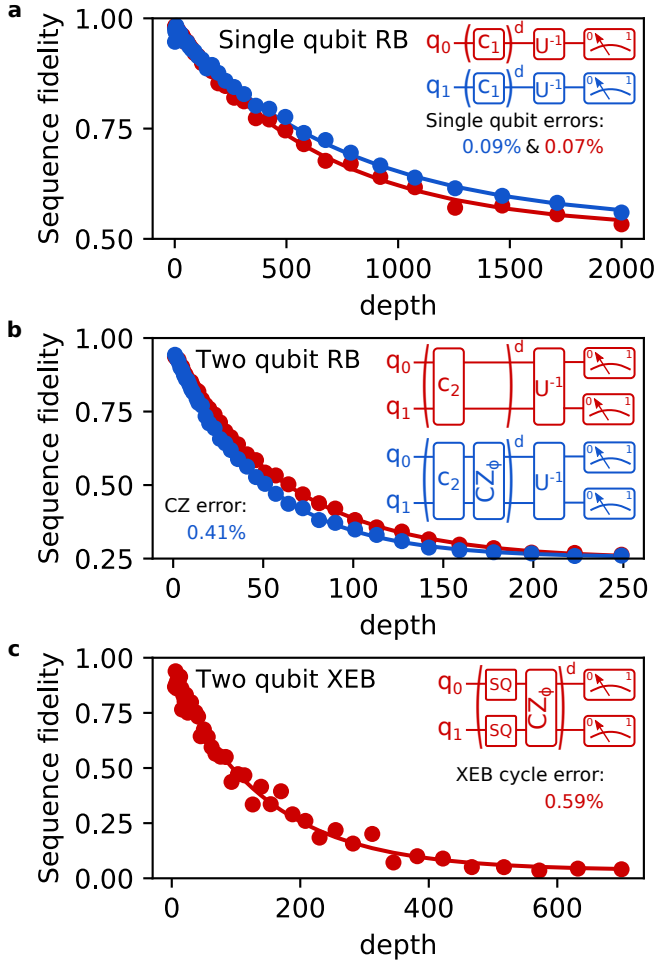 a
Single qubit RB
q0 ( C1 )d U-1 0 1
q1 ( C1 )d U-1 0 1
Single qubit errors:
0.09% & 0.07%
Sequence fidelity
1.00
0.75
0.50
0 500 1000 1500 2000
depth
b
Two qubit RB
q0
q1
( C2 )d U-1 0 1
0 1
q0
q1
( C2 CZϕ )d U-1 0 1
0 1
CZ error:
0.41%
Sequence fidelity
1.00
0.75
0.50
0.25
0 50 100 150 200 250
depth
c
Two qubit XEB
q0 ( SQ CZϕ )d 0 1
q1 SQ 0 1
XEB cycle error:
0.59%
Sequence fidelity
1.00
0.75
0.50
0.25
0.00
0 200 400 600
depth